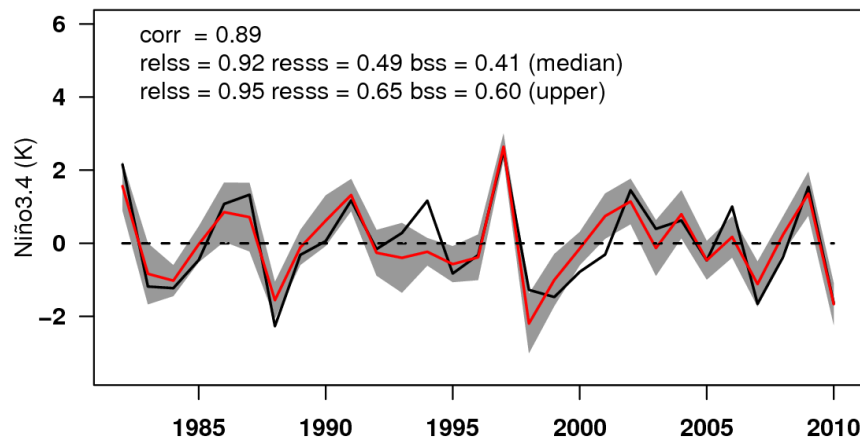 6
corr = 0.89
relss = 0.92 resss = 0.49 bss = 0.41 (median)
4
relss = 0.95 resss = 0.65 bss = 0.60 (upper)
2
Niño3.4 (K)
0
−2
1985 1990 1995 2000 2005 2010